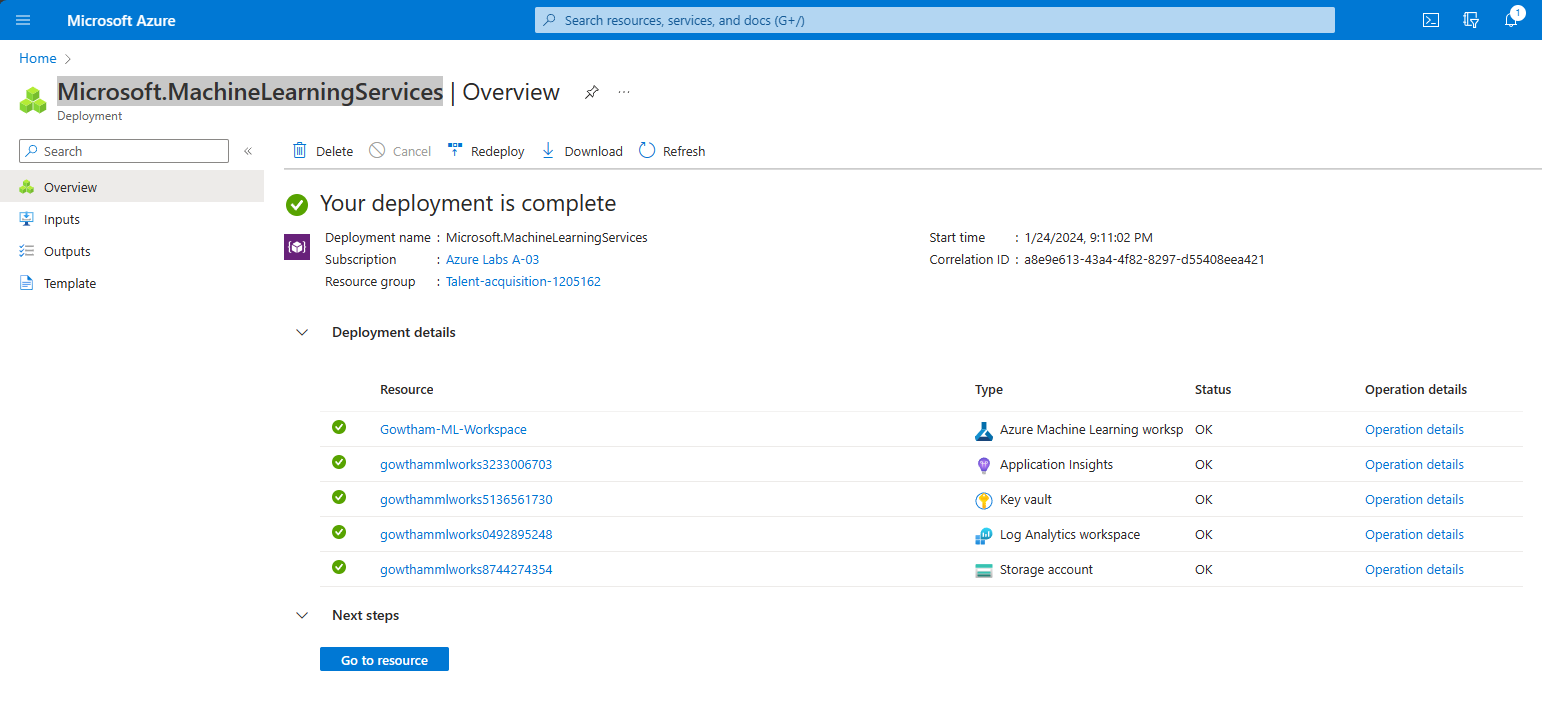 Microsoft Azure
Search resources, services, and docs (G+/)
1
Home
Microsoft.MachineLearningServices | Overview
Deployment
Search
Delete Cancel Redeploy Download Refresh
Overview
Inputs
Outputs
Template
Your deployment is complete
Deployment name : Microsoft.MachineLearningServices
Start time : 1/24/2024, 9:11:02 PM
Subscription : Azure Labs A-03
Correlation ID : a8e9e613-43a4-4f82-8297-d55408eea421
Resource group : Talent-acquisition-1205162
Deployment details
Resource Type Status Operation details
Gowtham-ML-Workspace Azure Machine Learning worksp OK Operation details
gowthammlworks3233006703 Application Insights OK Operation details
gowthammlworks5136561730 Key vault OK Operation details
gowthammlworks0492895248 Log Analytics workspace OK Operation details
gowthammlworks8744274354 Storage account OK Operation details
Next steps
Go to resource